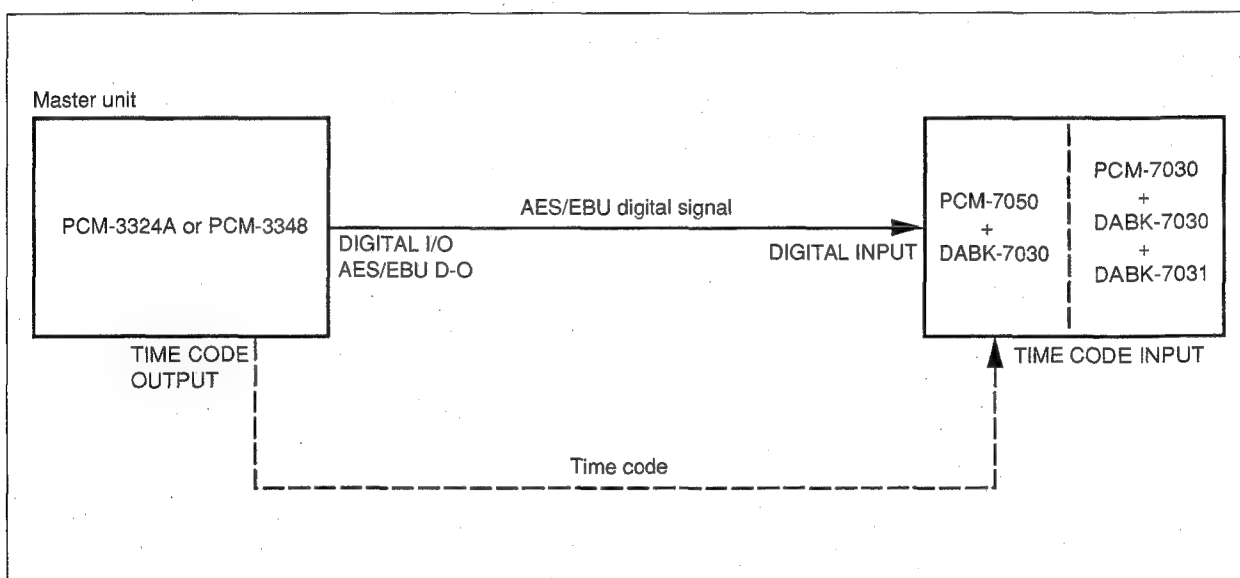 Master unit
PCM-3324A or PCM-3348
AES/EBU digital signal
DIGITAL I/O
AES/EBU D-O
DIGITAL INPUT
PCM-7050
+
DABK-7030
PCM-7030
+
DABK-7030
+
DABK-7031
TIME CODE
OUTPUT
TIME CODE INPUT
Time code